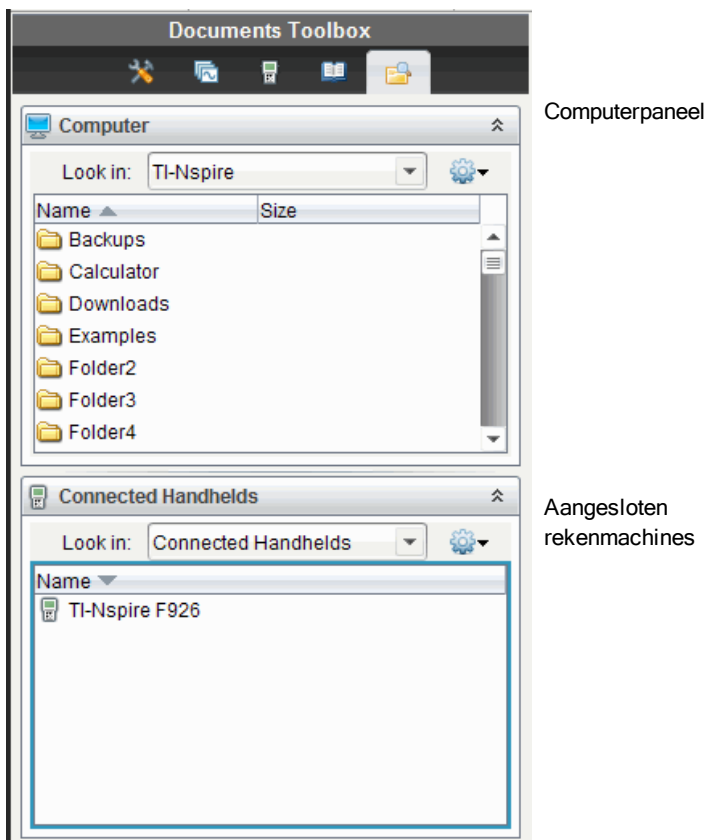 Documents Toolbox
Computer
Computerpaneel
Look in: TI-Nspire
Name Size
Backups
Calculator
Downloads
Examples
Folder2
Folder3
Folder4
Connected Handhelds
Aangesloten
rekenmachines
Look in: Connected Handhelds
Name
TI-Nspire F926